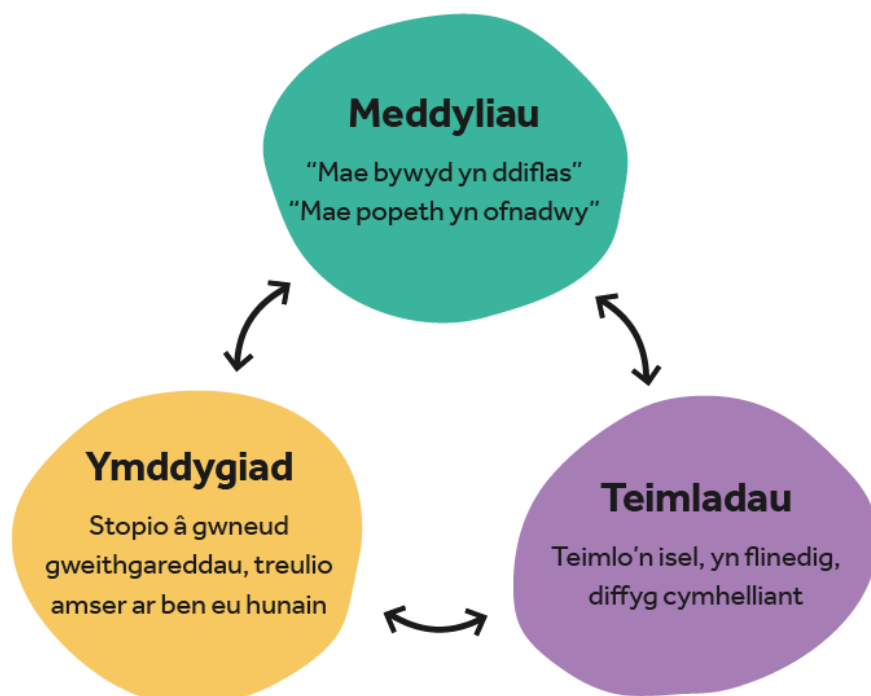 Meddyliau
“Mae bywyd yn ddiflas”
“Mae popeth yn ofnadwy”
Ymddygiad
Stopio â gwneud
gweithgareddau, treulio
amser ar ben eu hunain
Teimladau
Teimlo’n isel, yn flinedig,
diffyg cymhelliant